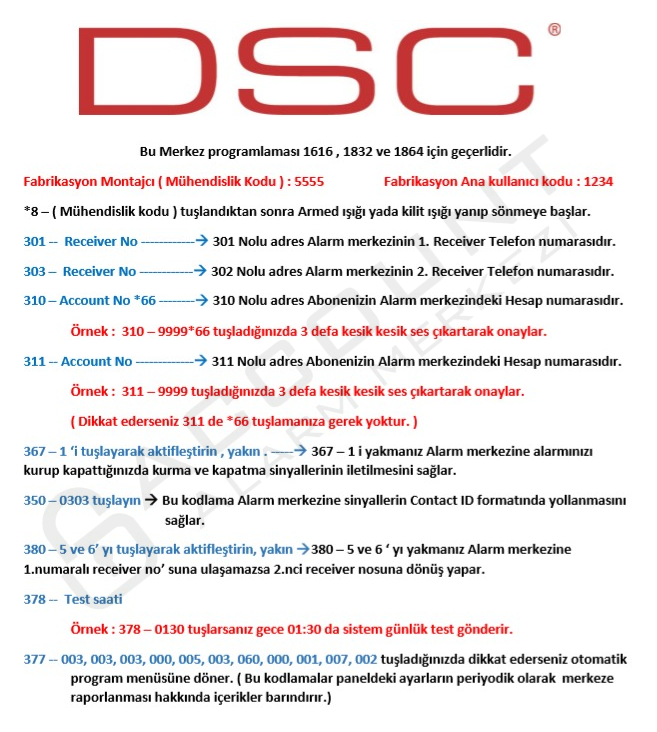 DSC®
Bu Merkez programlaması 1616 , 1832 ve 1864 için geçerlidir.
Fabrikasyon Montajcı ( Mühendislik Kodu ) : 5555 Fabrikasyon Ana kullanıcı kodu : 1234
*8 – ( Mühendislik kodu ) tuşlandıktan sonra Armed ışığı yada kilit ışığı yanıp sönmeye başlar.
301 -- Receiver No ------------→ 301 Nolu adres Alarm merkezinin 1. Receiver Telefon numarasıdır.
303 – Receiver No ------------→ 302 Nolu adres Alarm merkezinin 2. Receiver Telefon numarasıdır.
310 – Account No *66 --------→ 310 Nolu adres Abonenizin Alarm merkezindeki Hesap numarasıdır.
Örnek : 310 – 9999*66 tuşladığınızda 3 defa kesik kesik ses çıkartarak onaylar.
311 -- Account No -------------→ 311 Nolu adres Abonenizin Alarm merkezindeki Hesap numarasıdır.
Örnek : 311 – 9999 tuşladığınızda 3 defa kesik kesik ses çıkartarak onaylar.
( Dikkat ederseniz 311 de *66 tuşlamanıza gerek yoktur. )
367 – 1 ‘i tuşlayarak aktifleştirin , yakın . -----→ 367 – 1 i yakmanız Alarm merkezine alarmınızı
kurup kapattığınızda kurma ve kapatma sinyallerinin iletilmesini sağlar.
350 – 0303 tuşlayın → Bu kodlama Alarm merkezine sinyallerin Contact ID formatında yollanmasını
sağlar.
380 – 5 ve 6’ yı tuşlayarak aktifleştirin, yakın →380 – 5 ve 6 ‘ yı yakmanız Alarm merkezine
1.numaralı receiver no’ suna ulaşamazsa 2.nci receiver nosuna dönüş yapar.
378 -- Test saati
Örnek : 378 – 0130 tuşlarsanız gece 01:30 da sistem günlük test gönderir.
377 -- 003, 003, 003, 000, 005, 003, 060, 000, 001, 007, 002 tuşladığınızda dikkat ederseniz otomatik
program menüsüne döner. ( Bu kodlamalar paneldeki ayarların periyodik olarak merkeze
raporlanması hakkında içerikler barındırır.)
ACCOUNT
ALARM MERKEZİ